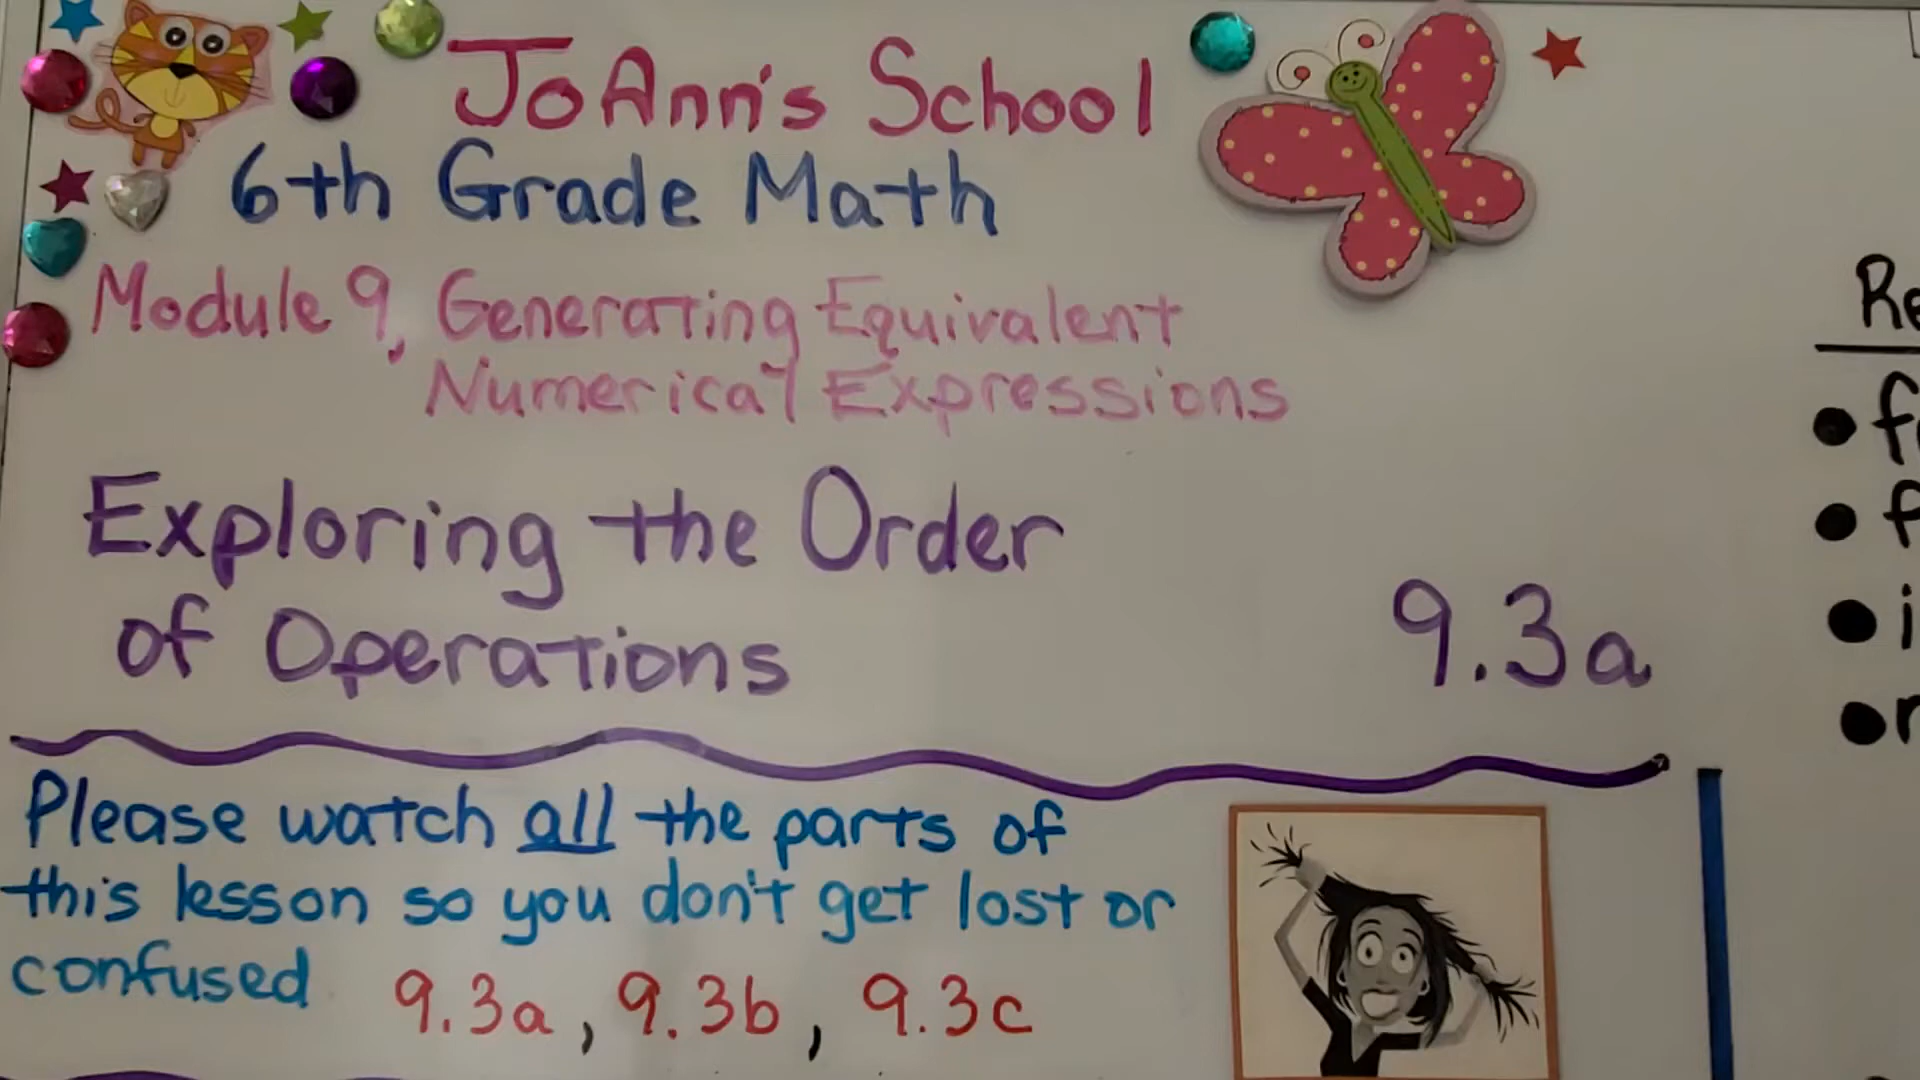 JoAnn's School
6th Grade Math
Module 9, Generating Equivalent
Numerical Expressions
Exploring the Order
of Operations
9.3a
Please watch all the parts of
this lesson so you don't get lost or
confused 9.3a, 9.3b, 9.3c